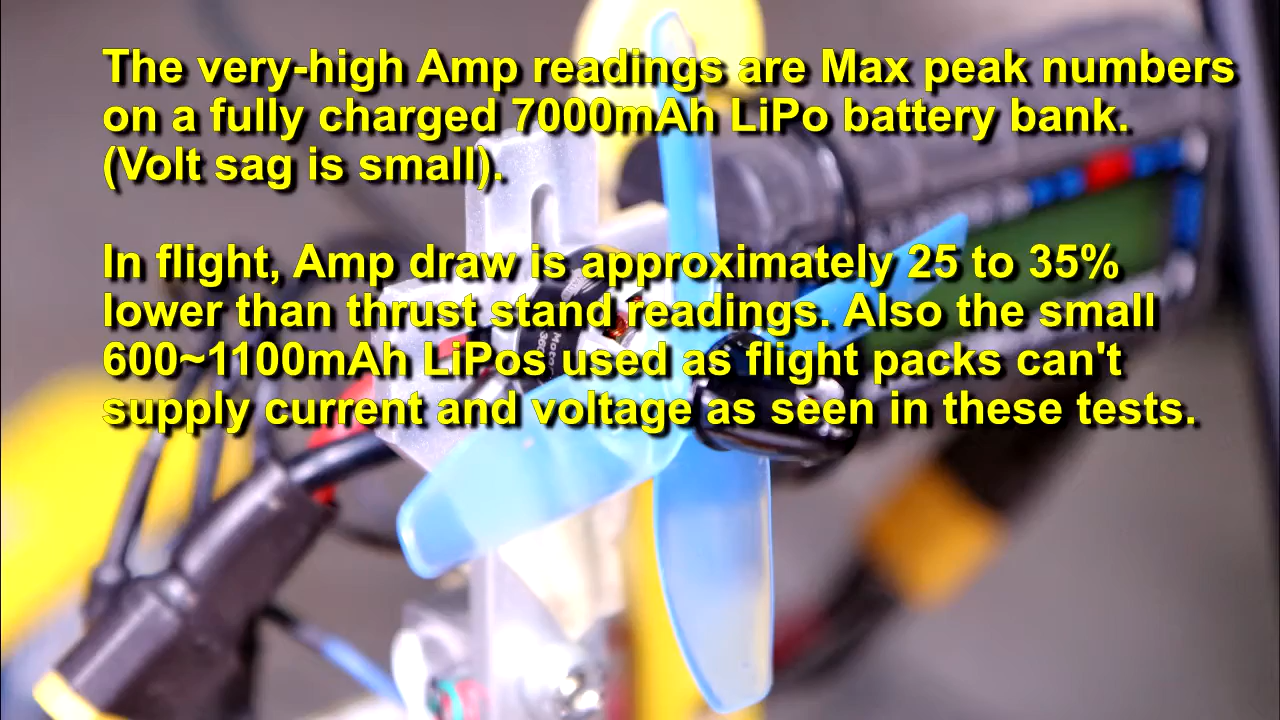 The very-high Amp readings are Max peak numbers
on a fully charged 7000mAh LiPo battery bank.
(Volt sag is small).
In flight, Amp draw is approximately 25 to 35%
lower than thrust stand readings. Also the small
600~1100mAh LiPos used as flight packs can't
supply current and voltage as seen in these tests.